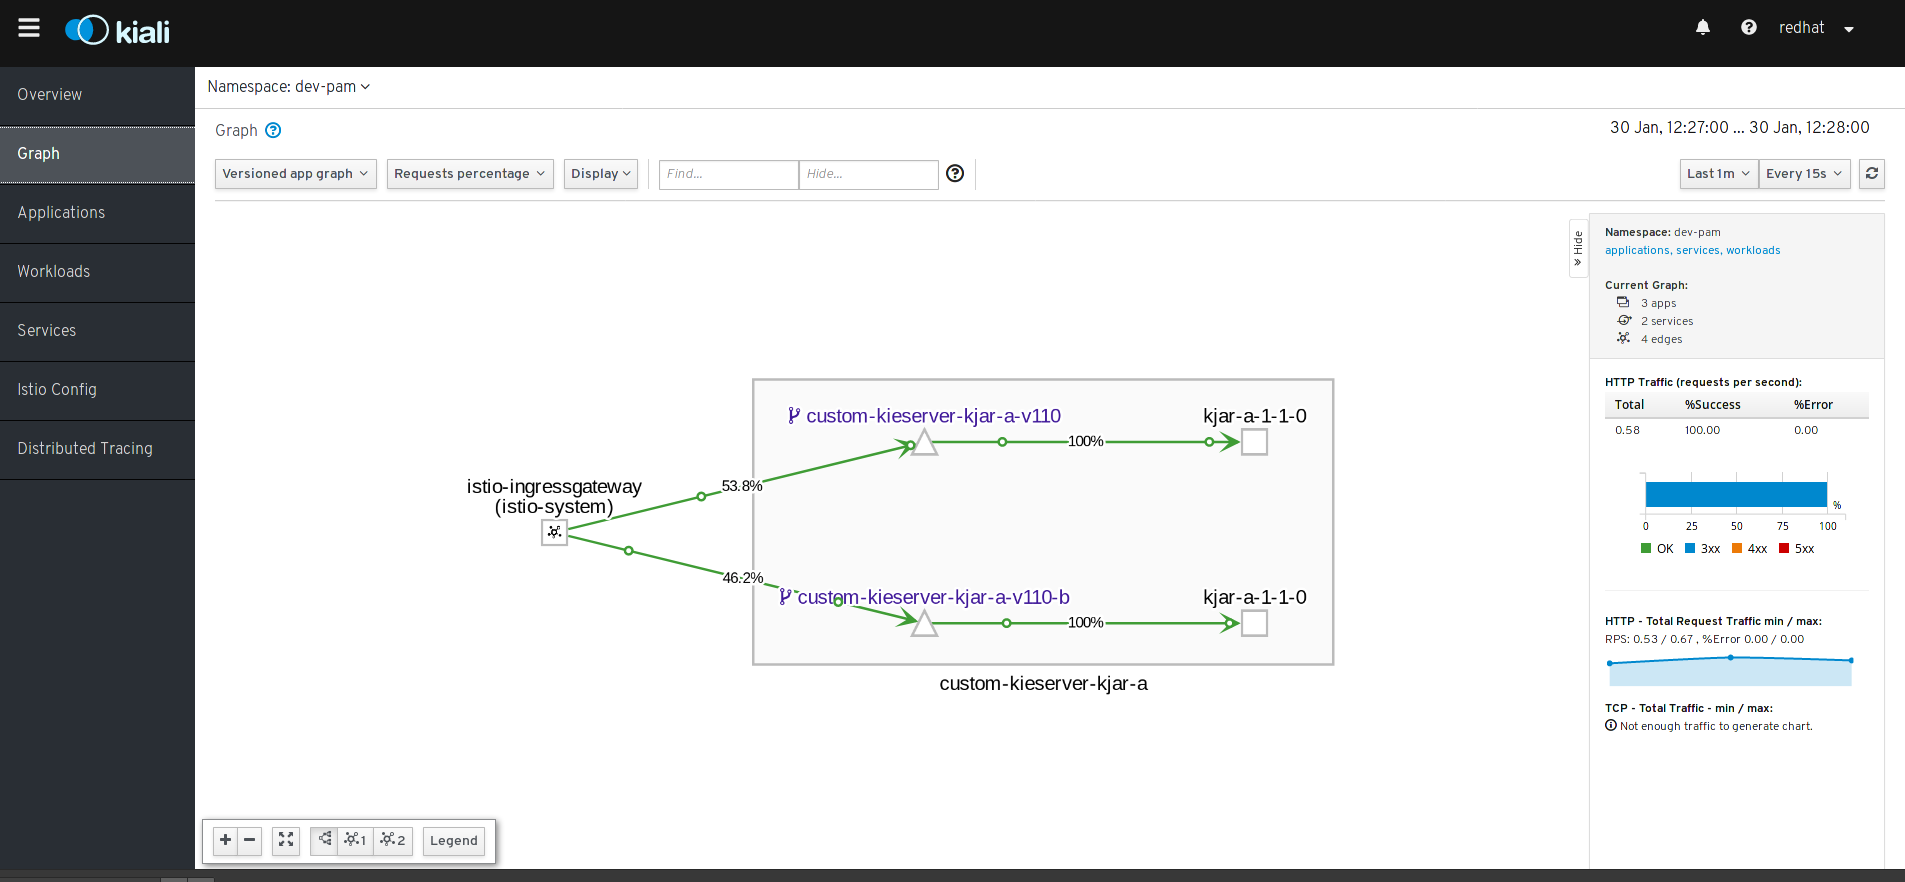 kiali
redhat
Overview
Graph
Applications
Workloads
Services
Istio Config
Distributed Tracing
Namespace: dev-pam
Graph
30 Jan, 12:27:00 ... 30 Jan, 12:28:00
Versioned app graph
Requests percentage
Display
Find...
Hide...
Last 1m
Every 15s
custom-kieserver-kjar-a-v110
kjar-a-1-1-0
100%
53.8%
istio-ingressgateway
(istio-system)
46.2%
custom-kieserver-kjar-a-v110-b
kjar-a-1-1-0
100%
custom-kieserver-kjar-a
Hide
Namespace: dev-pam
applications, services, workloads
Current Graph:
3 apps
2 services
4 edges
HTTP Traffic (requests per second):
Total %Success %Error
0.58 100.00 0.00
%
0 25 50 75 100
OK 3xx 4xx 5xx
HTTP - Total Request Traffic min / max:
RPS: 0.53 / 0.67 , %Error 0.00 / 0.00
TCP - Total Traffic - min / max:
Not enough traffic to generate chart.
1
2
Legend